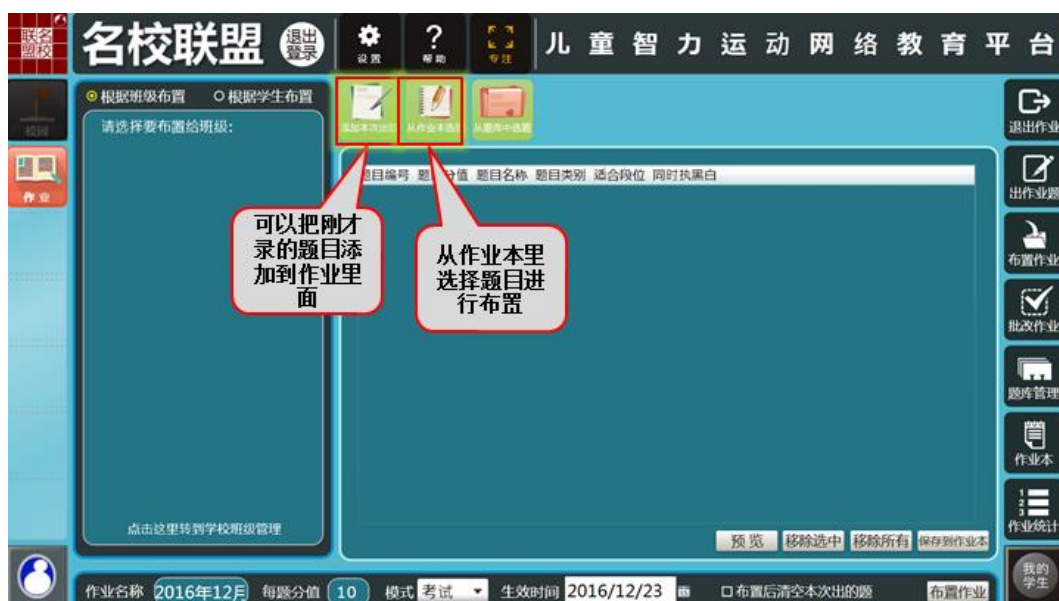 联名
盟校
名校联盟
退出
登录
设置
帮助
专注
儿童智力运动网络教育平台
校园
作业
根据班级布置 根据学生布置
请选择要布置给班级:
点击这里转到学校班级管理
从作业本选题
从题库中选题
题目编号 题 分值 题目名称 题目类别 适合段位 同时执黑白
可以把刚才
录的题目添
加到作业里
面
从作业本里
选择题目进
行布置
预览 移除选中 移除所有 保存到作业本
作业名称 2016年12月 每题分值 10 模式 考试 生效时间 2016/12/23 布置后清空本次出的题 布置作业
退出作业
出作业题
布置作业
批改作业
题库管理
作业本
1
2
3
作业统计
我的
学生